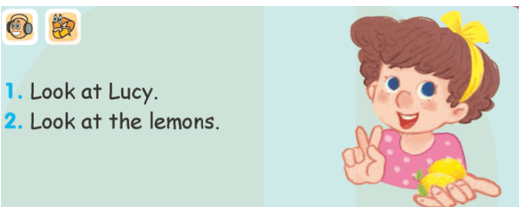 1. Look at Lucy.
2. Look at the lemons.